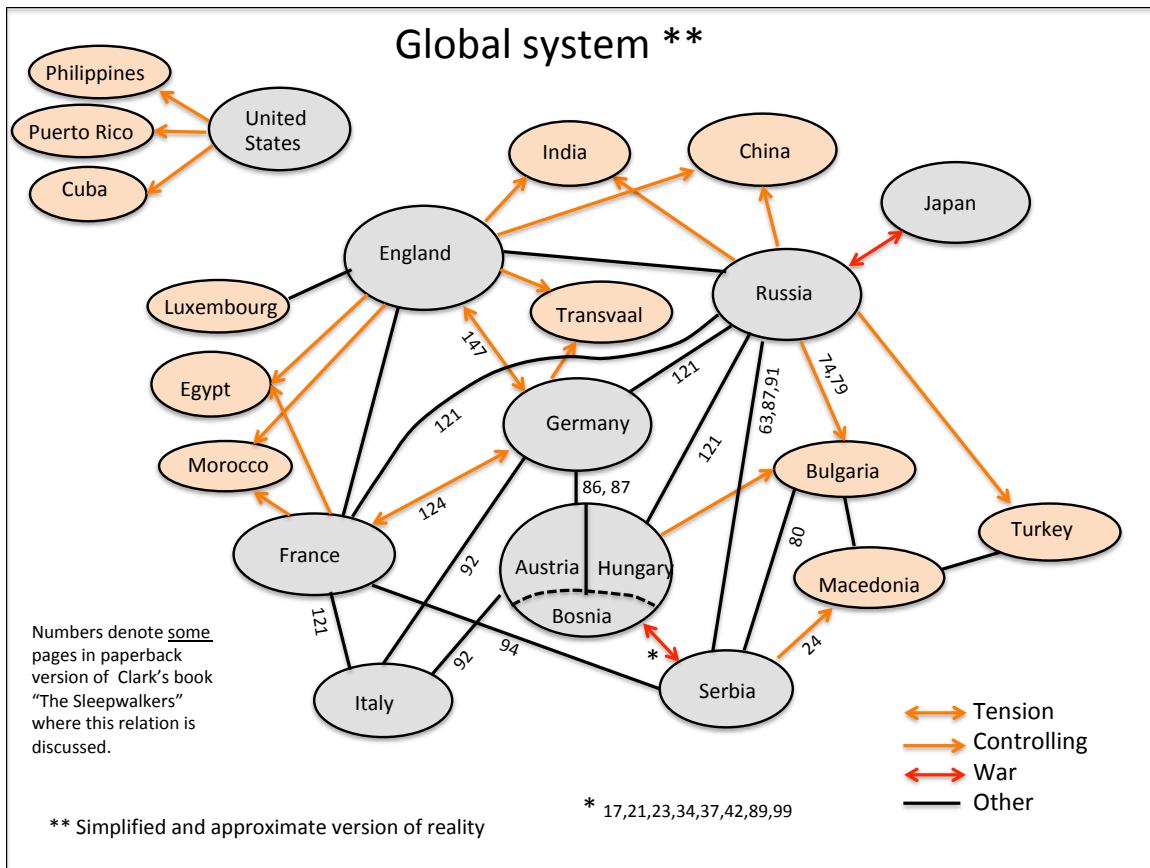 Global system **
Philippines
Puerto Rico
Cuba
United
States
India
China
Japan
England
Russia
Luxembourg
Transvaal
Egypt
147
121
63,87,91
74,79
121
Germany
121
Morocco
Bulgaria
86, 87
124
80
Turkey
France
92
Austria
Hungary
Macedonia
Bosnia
121
92
94
*
24
Italy
Serbia
Numbers denote some
pages in paperback
version of Clark's book
“The Sleepwalkers”
where this relation is
discussed.
Tension
Controlling
War
Other
* 17,21,23,34,37,42,89,99
** Simplified and approximate version of reality